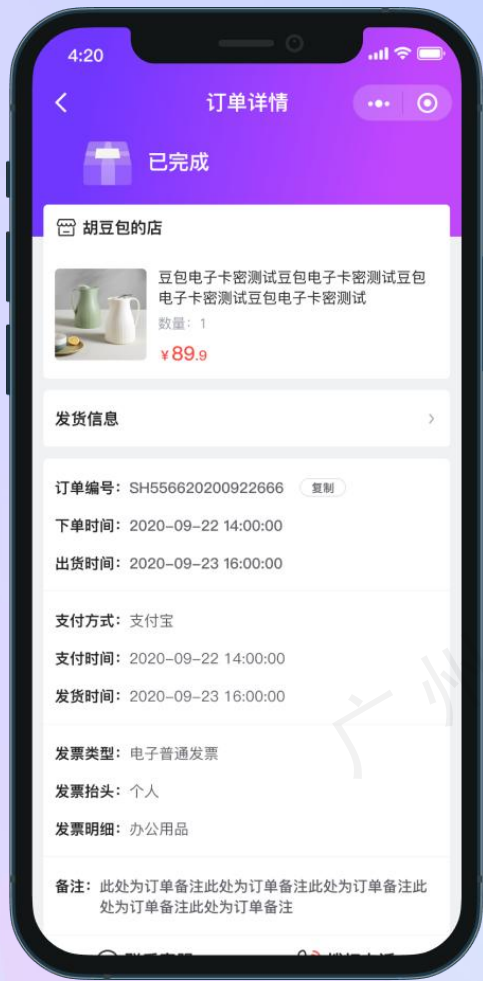 4:20
订单详情
已完成
胡豆包的店
豆包电子卡密测试豆包电子卡密测试豆包
电子卡密测试豆包电子卡密测试
数量：1
¥89.9
发货信息
订单编号：SH556620200922666 复制
下单时间：2020-09-22 14:00:00
出货时间：2020-09-23 16:00:00
支付方式：支付宝
支付时间：2020-09-22 14:00:00
发货时间：2020-09-23 16:00:00
发票类型：电子普通发票
发票抬头：个人
发票明细：办公用品
备注：此处为订单备注此处为订单备注此处为订单备注此
处为订单备注此处为订单备注
广州